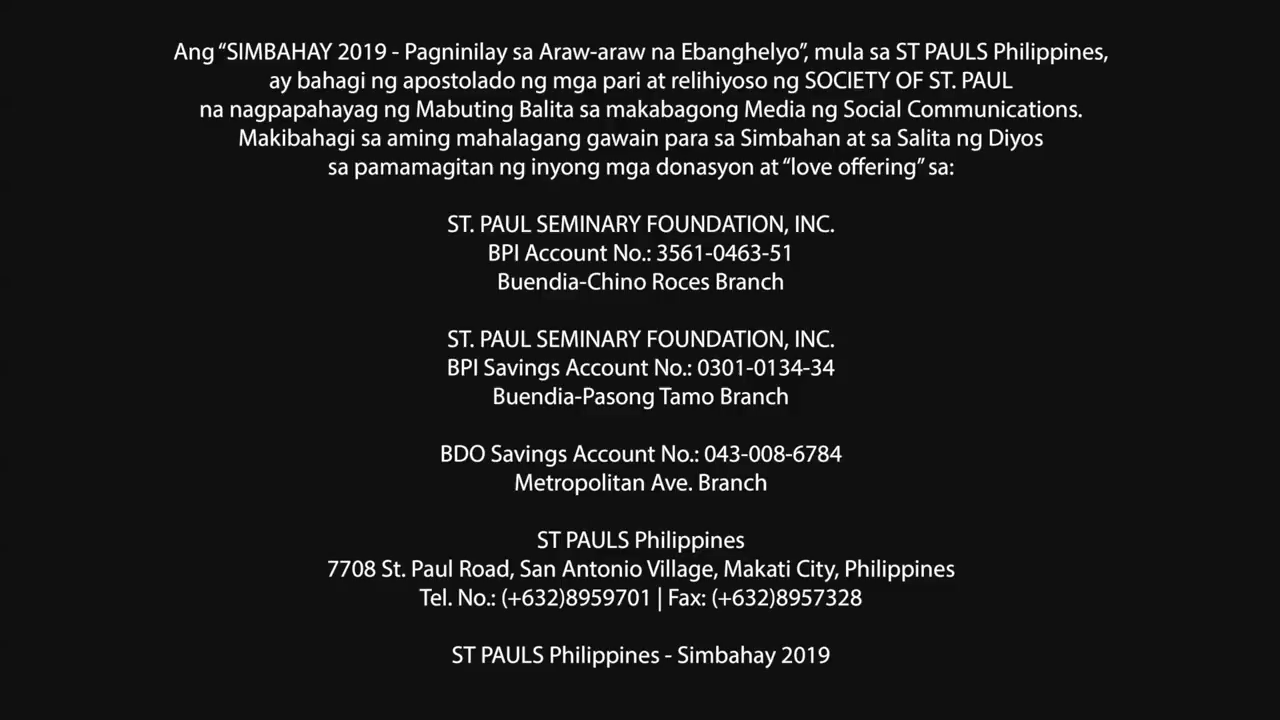 Ang “SIMBAHAY 2019 - Pagninilay sa Araw-araw na Ebanghelyo”, mula sa ST PAULS Philippines,
ay bahagi ng apostolado ng mga pari at relihiyoso ng SOCIETY OF ST. PAUL
na nagpapahayag ng Mabuting Balita sa makabagong Media ng Social Communications.
Makibahagi sa aming mahalagang gawain para sa Simbahan at sa Salita ng Diyos
sa pamamagitan ng inyong mga donasyon at “love offering” sa:
ST. PAUL SEMINARY FOUNDATION, INC.
BPI Account No.: 3561-0463-51
Buendia-Chino Roces Branch
ST. PAUL SEMINARY FOUNDATION, INC.
BPI Savings Account No.: 0301-0134-34
Buendia-Pasong Tamo Branch
BDO Savings Account No.: 043-008-6784
Metropolitan Ave. Branch
ST PAULS Philippines
7708 St. Paul Road, San Antonio Village, Makati City, Philippines
Tel. No.: (+632)8959701 | Fax: (+632)8957328
ST PAULS Philippines - Simbahay 2019